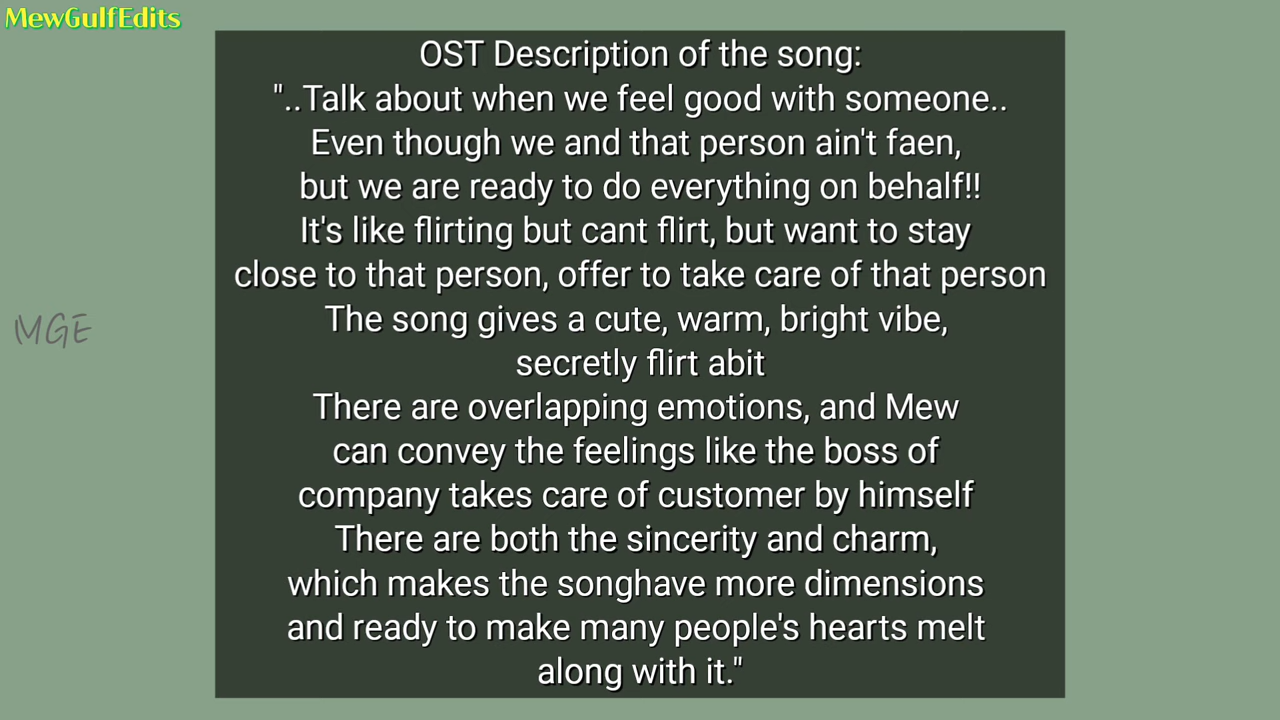 MewGulfEdits
OST Description of the song:
"..Talk about when we feel good with someone..
Even though we and that person ain't faen,
but we are ready to do everything on behalf!!
It's like flirting but cant flirt, but want to stay
close to that person, offer to take care of that person
The song gives a cute, warm, bright vibe,
secretly flirt abit
There are overlapping emotions, and Mew
can convey the feelings like the boss of
company takes care of customer by himself
There are both the sincerity and charm,
which makes the songhave more dimensions
and ready to make many people's hearts melt
along with it."
MGE